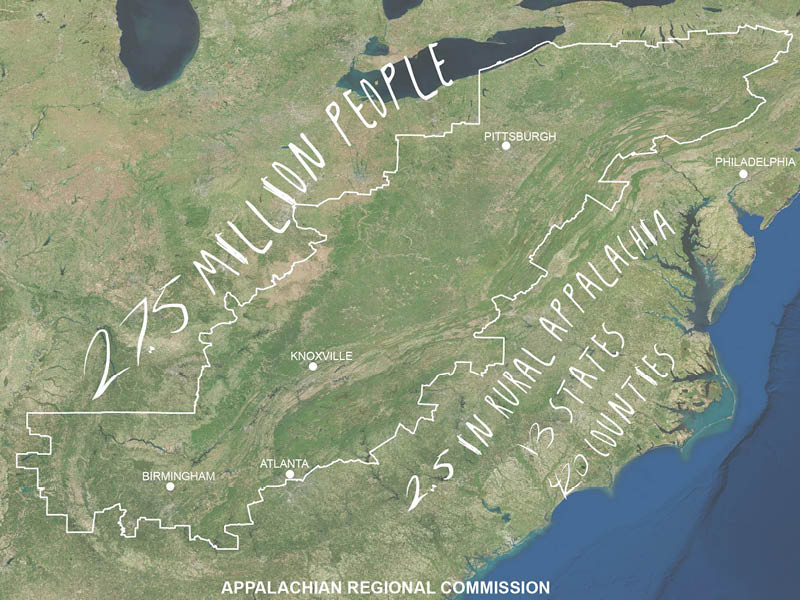 27.5 MILLION PEOPLE
PITTSBURGH
PHILADELPHIA
2.5 IN RURAL APPALACHIA
13 STATES
420 COUNTIES
KNOXVILLE
ATLANTA
BIRMINGHAM
APPALACHIAN REGIONAL COMMISSION